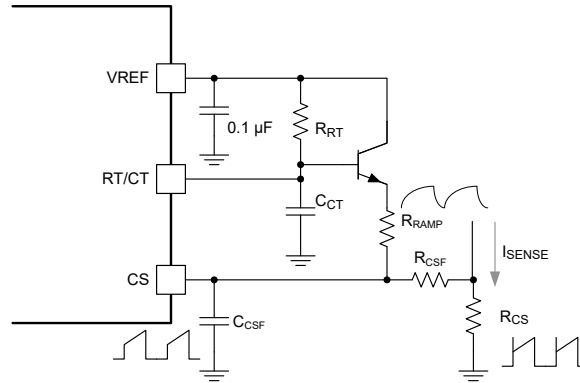 VREF
0.1 µF
RRT
RT/CT
CCT
RRAMP
ISENSE
RCSF
CS
CCSF
RCS